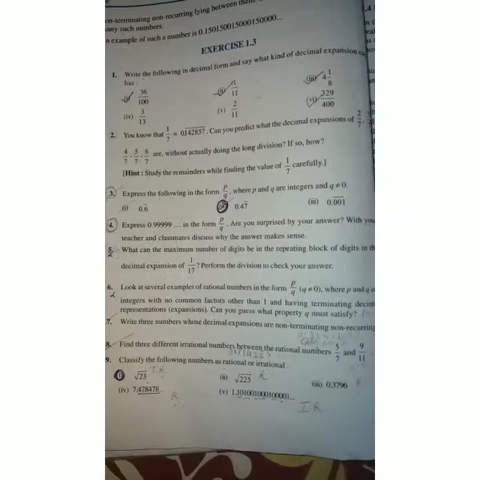 on-terminating non-recurring lying between them.
any such numbers.
n example of such a number is 0.150150015000150000...
EXERCISE 1.3
1. Write the following in decimal form and say what kind of decimal expansion each
has :
(i) 36/100 (ii) 1/11 (iii) 4 1/8
(iv) 3/13 (v) 2/11 (vi) 329/400
2. You know that 1/7 = 0.142857. Can you predict what the decimal expansions of 2/7,
4/7, 5/7, 6/7 are, without actually doing the long division? If so, how?
[Hint : Study the remainders while finding the value of 1/7 carefully.]
3. Express the following in the form p/q, where p and q are integers and q ≠ 0.
(i) 0.6̅ (ii) 0.47̅ (iii) 0.001
4. Express 0.99999 .... in the form p/q. Are you surprised by your answer? With you
teacher and classmates discuss why the answer makes sense.
5. What can the maximum number of digits be in the repeating block of digits in th
decimal expansion of 1/17? Perform the division to check your answer.
6. Look at several examples of rational numbers in the form p/q (q ≠ 0), where p and q a
integers with no common factors other than 1 and having terminating decim
representations (expansions). Can you guess what property q must satisfy?
7. Write three numbers whose decimal expansions are non-terminating non-recurring
8. Find three different irrational numbers between the rational numbers 5/7 and 9/11
9. Classify the following numbers as rational or irrational
(i) √23 IR (ii) √225 R (iii) 0.3796 R
(iv) 7.478478... R (v) 1.101001000100001... IR